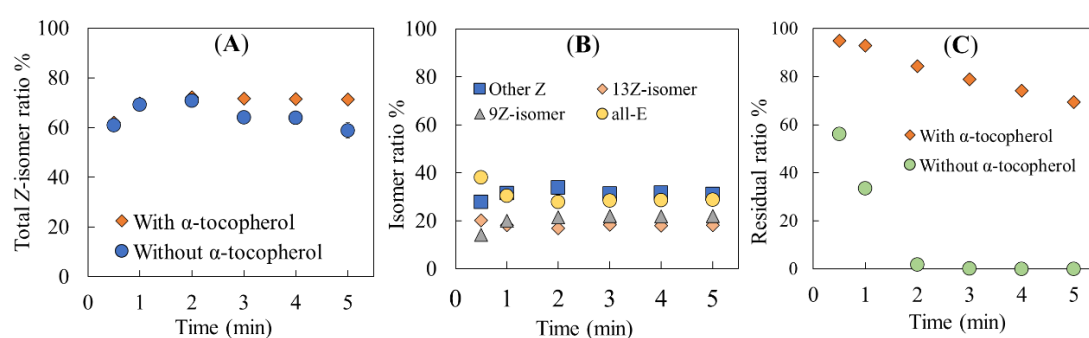 (A)
Total Z-isomer ratio %
100
80
60
40
20
0
With α-tocopherol
Without α-tocopherol
0 1 2 3 4 5
Time (min)
(B)
Isomer ratio %
100
80
60
40
20
0
Other Z 13Z-isomer
9Z-isomer all-E
0 1 2 3 4 5
Time (min)
(C)
Residual ratio %
100
80
60
40
20
0
With α-tocopherol
Without α-tocopherol
0 1 2 3 4 5
Time (min)